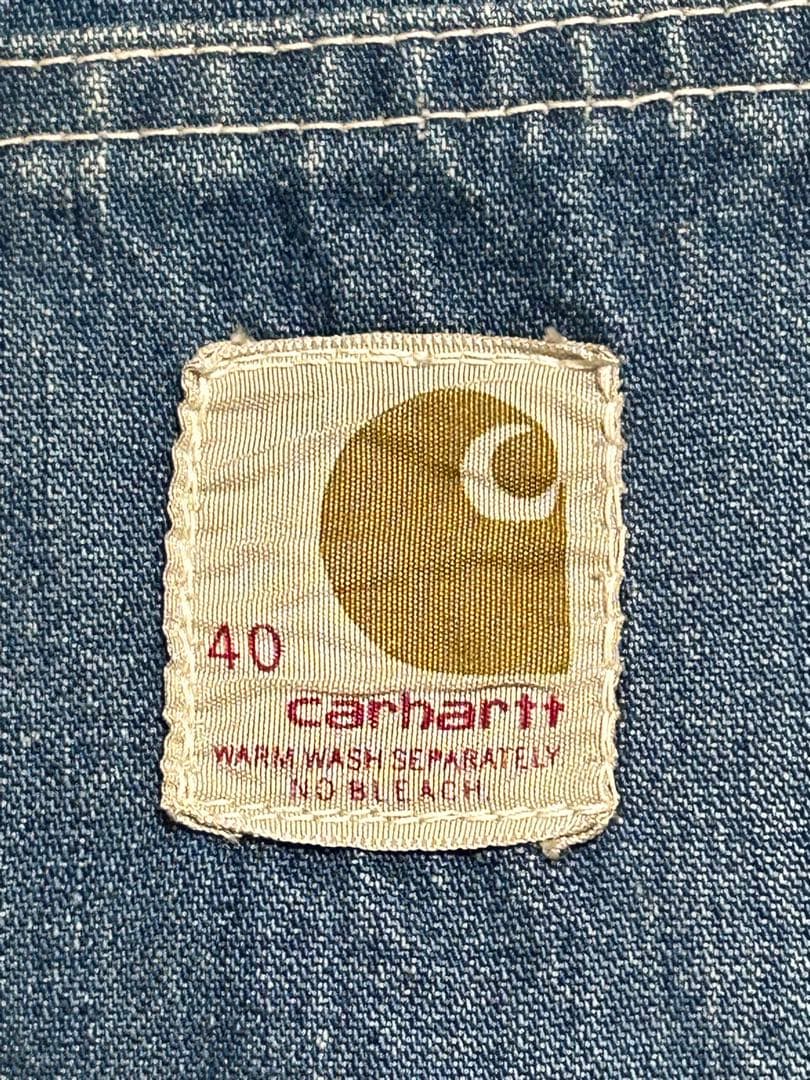 40
carhartt
WARM WASH SEPARATELY
NO BLEACH